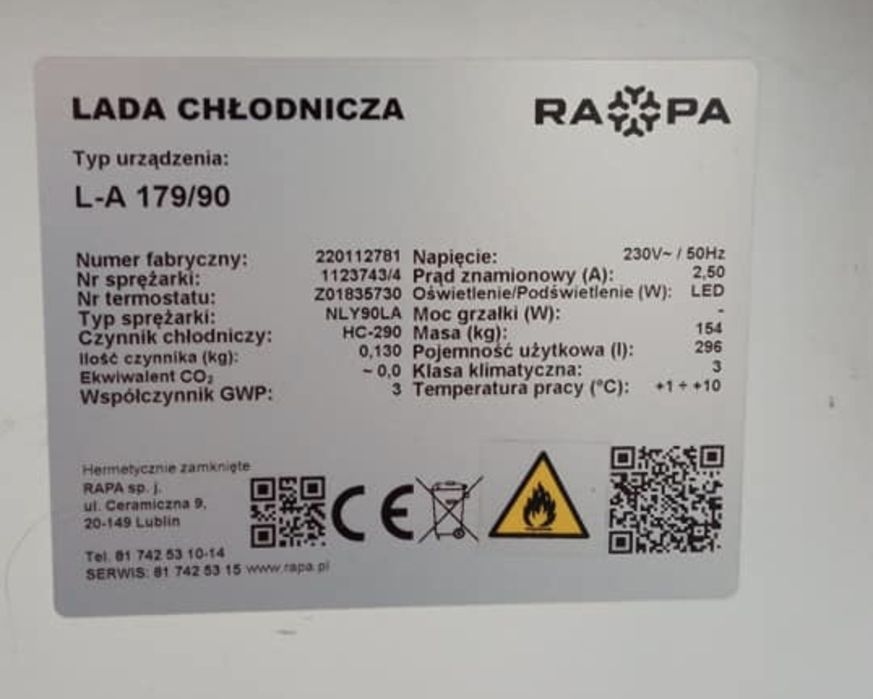 LADA CHŁODNICZA
RAPA
Typ urządzenia:
L-A 179/90
Numer fabryczny: 220112781
Nr sprężarki: 1123743/4
Nr termostatu: Z01835730
Typ sprężarki: NLY90LA
Czynnik chłodniczy: HC-290
Ilość czynnika (kg): 0,130
Ekwiwalent CO₂ ~ 0,0
Współczynnik GWP: 3
Napięcie: 230V~ / 50Hz
Prąd znamionowy (A): 2,50
Oświetlenie/Podświetlenie (W): LED
Moc grzałki (W): -
Masa (kg): 154
Pojemność użytkowa (l): 296
Klasa klimatyczna: 3
Temperatura pracy (°C): +1 ÷ +10
Hermetycznie zamknięte
RAPA sp. j.
ul. Ceramiczna 9,
20-149 Lublin
Tel. 81 742 53 10-14
SERWIS: 81 742 53 15 www.rapa.pl
CE